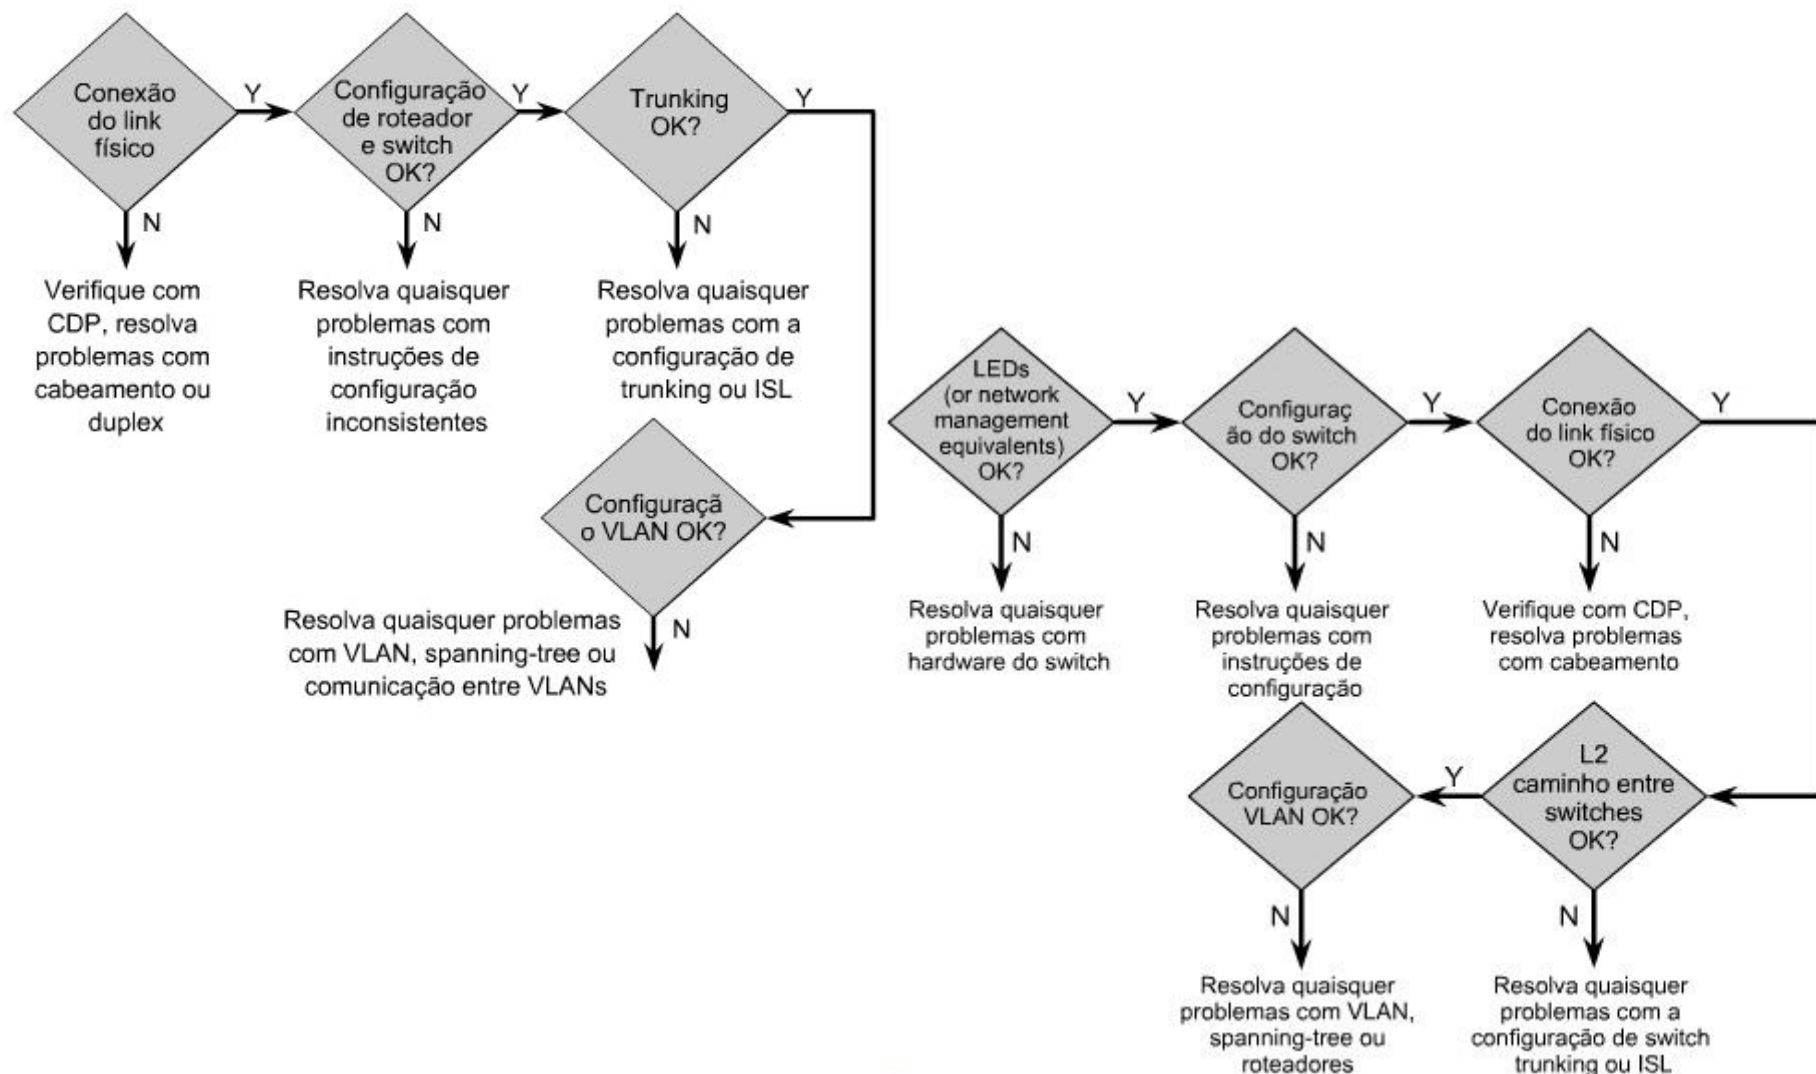 Conexão
do link
físico
Y
Configuração
de roteador
e switch
OK?
Y
Trunking
OK?
Y
N
N
N
Verifique com
CDP, resolva
problemas com
cabeamento ou
duplex
Resolva quaisquer
problemas com
instruções de
configuração
inconsistentes
Resolva quaisquer
problemas com a
configuração de
trunking ou ISL
Configuraçã
o VLAN OK?
N
Resolva quaisquer problemas
com VLAN, spanning-tree ou
comunicação entre VLANs
LEDs
(or network
management
equivalents)
OK?
Y
Configuraç
ão do switch
OK?
Y
Conexão
do link físico
OK?
Y
N
N
N
Resolva quaisquer
problemas com
hardware do switch
Resolva quaisquer
problemas com
instruções de
configuração
Verifique com CDP,
resolva problemas
com cabeamento
L2
caminho entre
switches
OK?
Y
Configuração
VLAN OK?
N
N
Resolva quaisquer
problemas com VLAN,
spanning-tree ou
roteadores
Resolva quaisquer
problemas com a
configuração de switch
trunking ou ISL